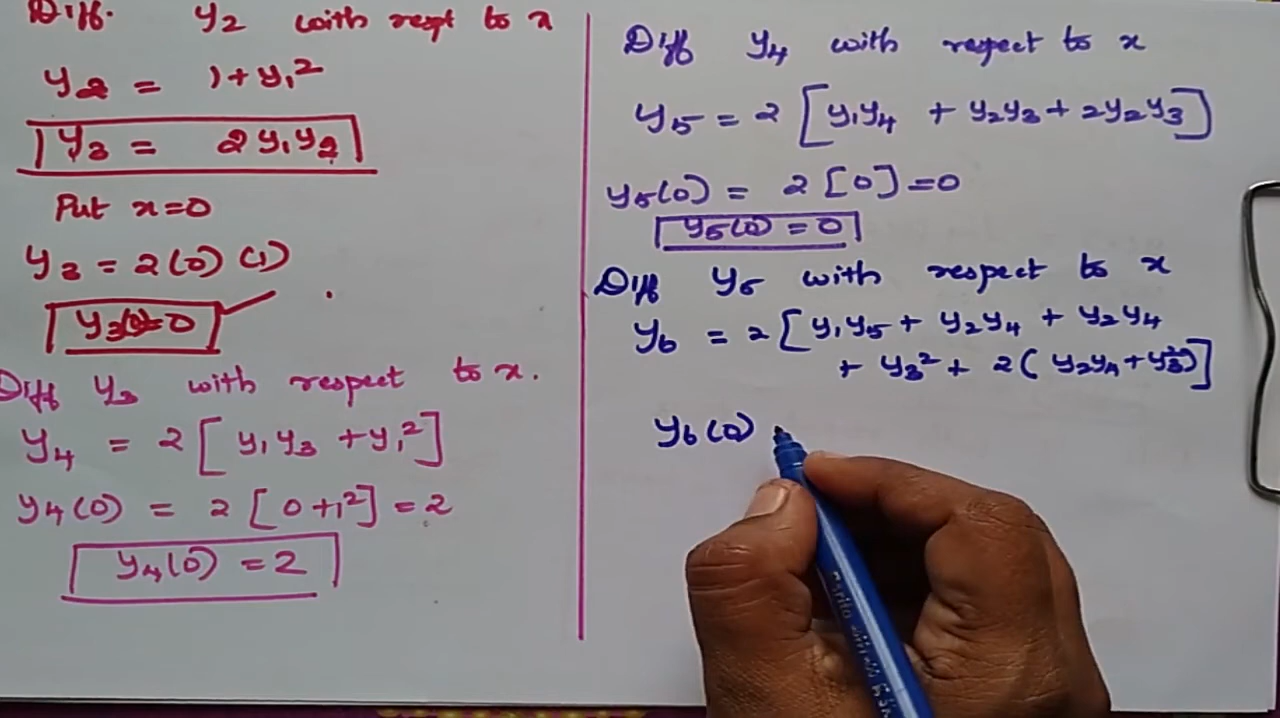 Diff. y₂ with respt to x
y₂ = 1 + y₁²
y₃ = 2y₁y₂
Put x=0
y₃ = 2(0) (1)
y₃(0)=0
Diff y₃ with respect to x.
y₄ = 2[y₁y₃ + y₁²]
y₄(0) = 2[0+1²] = 2
y₄(0) = 2
Diff y₄ with respect to x
y₅ = 2[y₁y₄ + y₂y₃ + 2y₂y₃]
y₅(0) = 2[0] = 0
y₅(0) = 0
Diff y₅ with respect to x
y₆ = 2[y₁y₅ + y₂y₄ + y₂y₄
+ y₃² + 2(y₂y₄ + y₃²)]
y₆(0)